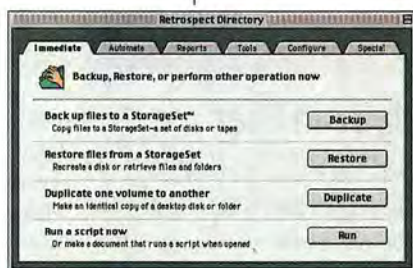 Retrospect Directory
Immediate Automate Reports Tools Configure Special
Backup, Restore, or perform other operation now
Back up files to a StorageSet™
Copy files to a StorageSet–a set of disks or tapes
Backup
Restore files from a StorageSet
Recreate a disk or retrieve files and folders
Restore
Duplicate one volume to another
Make an identical copy of a desktop disk or folder
Duplicate
Run a script now
Or make a document that runs a script when opened
Run